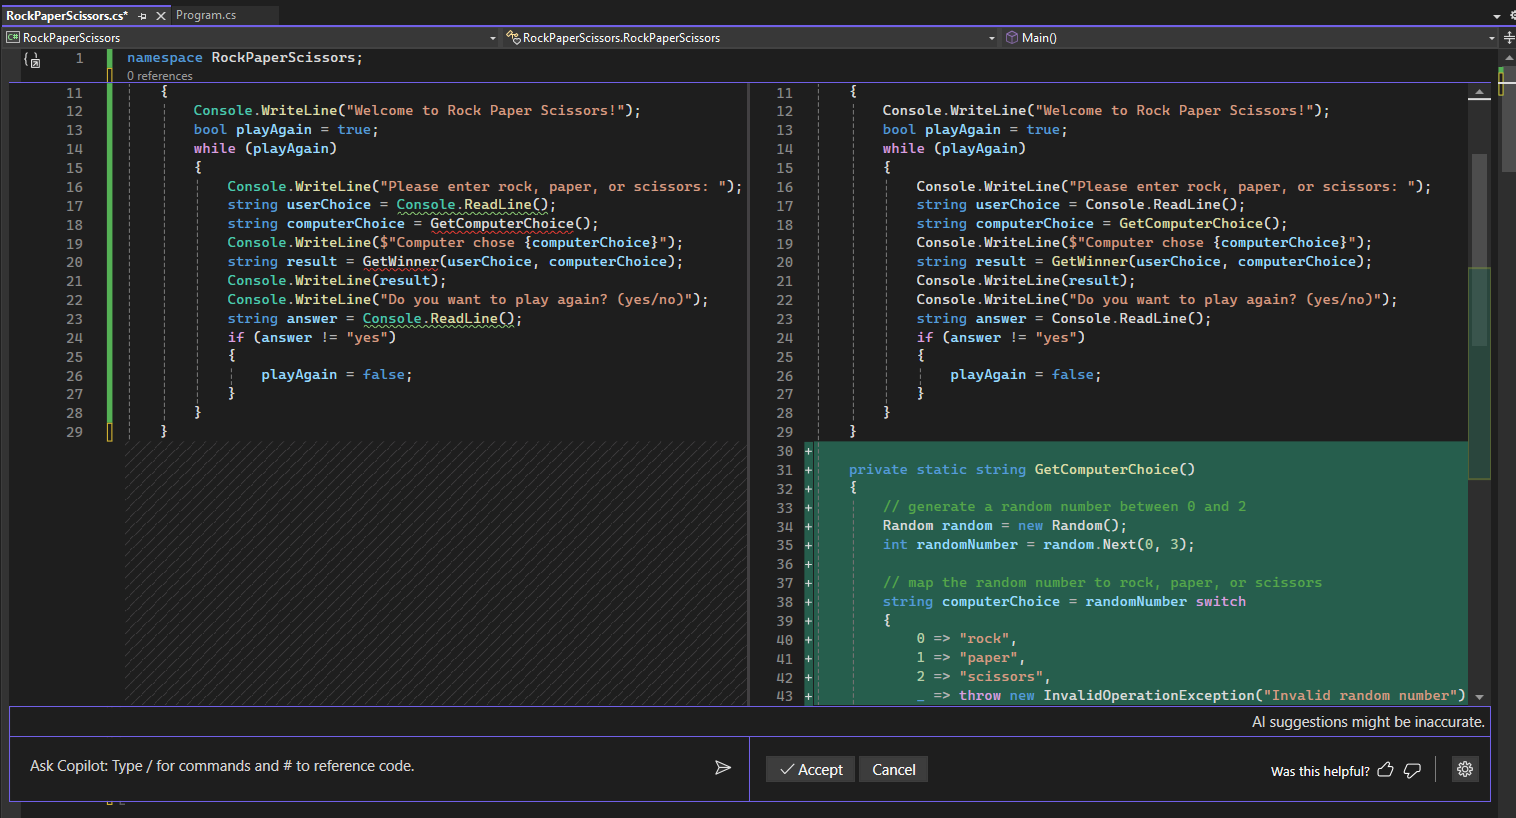 RockPaperScissors.cs* Program.cs
RockPaperScissors RockPaperScissors.RockPaperScissors Main()
1 namespace RockPaperScissors;
0 references
11 {
12 Console.WriteLine("Welcome to Rock Paper Scissors!");
13 bool playAgain = true;
14 while (playAgain)
15 {
16 Console.WriteLine("Please enter rock, paper, or scissors: ");
17 string userChoice = Console.ReadLine();
18 string computerChoice = GetComputerChoice();
19 Console.WriteLine($"Computer chose {computerChoice}");
20 string result = GetWinner(userChoice, computerChoice);
21 Console.WriteLine(result);
22 Console.WriteLine("Do you want to play again? (yes/no)");
23 string answer = Console.ReadLine();
24 if (answer != "yes")
25 {
26 playAgain = false;
27 }
28 }
29 }
11 {
12 Console.WriteLine("Welcome to Rock Paper Scissors!");
13 bool playAgain = true;
14 while (playAgain)
15 {
16 Console.WriteLine("Please enter rock, paper, or scissors: ");
17 string userChoice = Console.ReadLine();
18 string computerChoice = GetComputerChoice();
19 Console.WriteLine($"Computer chose {computerChoice}");
20 string result = GetWinner(userChoice, computerChoice);
21 Console.WriteLine(result);
22 Console.WriteLine("Do you want to play again? (yes/no)");
23 string answer = Console.ReadLine();
24 if (answer != "yes")
25 {
26 playAgain = false;
27 }
28 }
29 }
30 +
31 + private static string GetComputerChoice()
32 + {
33 + // generate a random number between 0 and 2
34 + Random random = new Random();
35 + int randomNumber = random.Next(0, 3);
36 +
37 + // map the random number to rock, paper, or scissors
38 + string computerChoice = randomNumber switch
39 + {
40 + 0 => "rock",
41 + 1 => "paper",
42 + 2 => "scissors",
43 + _ => throw new InvalidOperationException("Invalid random number")
AI suggestions might be inaccurate.
Ask Copilot: Type / for commands and # to reference code.
Accept Cancel
Was this helpful?